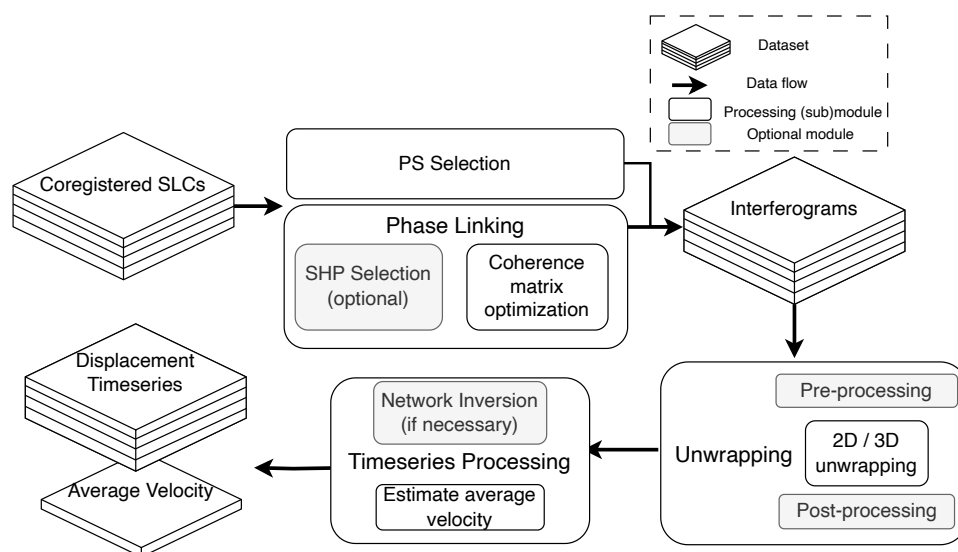 Dataset
Data flow
Processing (sub)module
Optional module
Coregistered SLCs
PS Selection
Phase Linking
SHP Selection
(optional)
Coherence
matrix
optimization
Interferograms
Displacement
Timeseries
Average Velocity
Network Inversion
(if necessary)
Timeseries Processing
Estimate average
velocity
Unwrapping
Pre-processing
2D / 3D
unwrapping
Post-processing